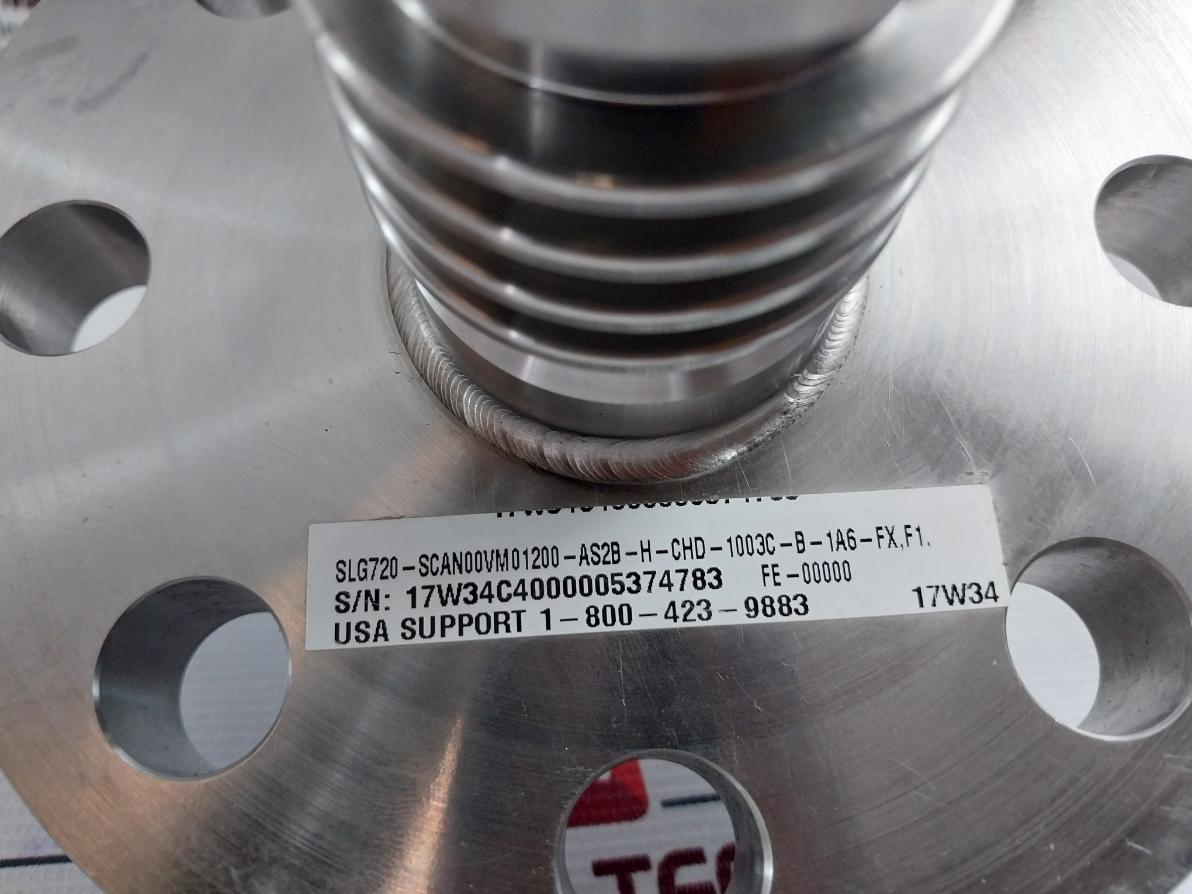 SLG720-SCAN00VM01200-AS2B-H-CHD-1003C-B-1A6-FX,F1.
S/N: 17W34C4000005374783 FE-00000
USA SUPPORT 1-800-423-9883 17W34